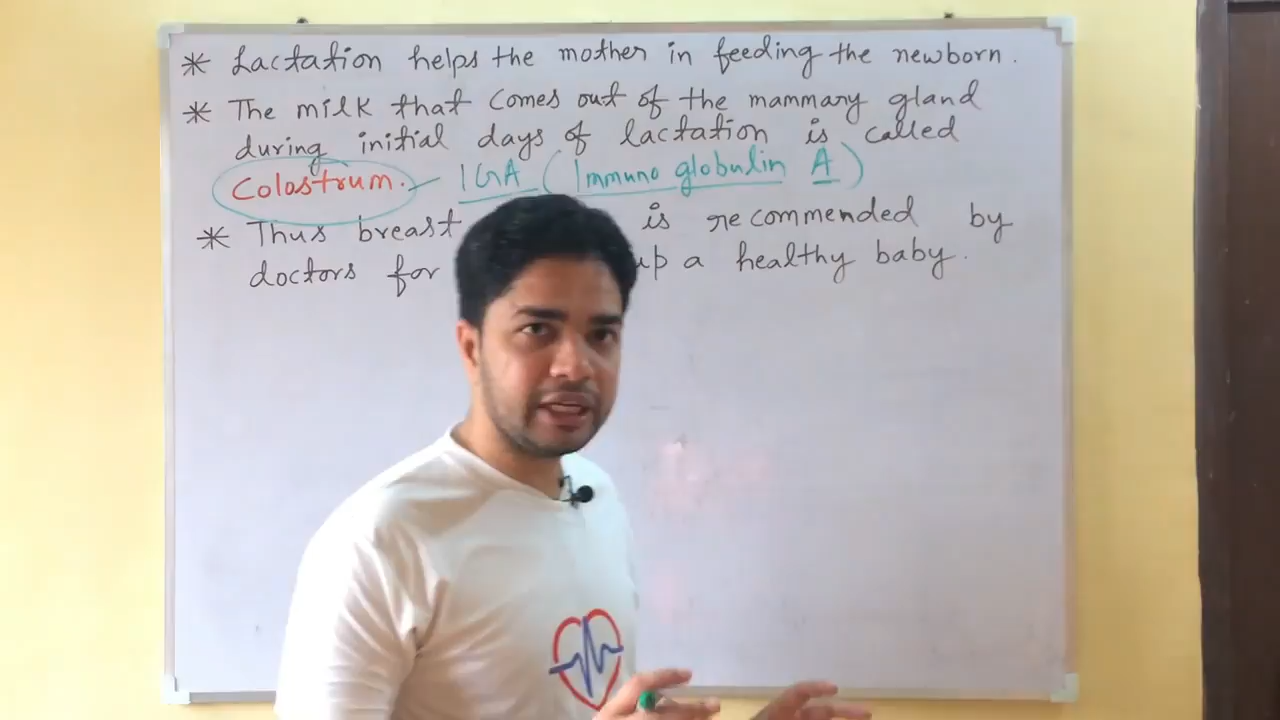 * Lactation helps the mother in feeding the newborn.
* The milk that comes out of the mammary gland
during initial days of lactation is called
Colostrum. - IGA (Immuno globulin A)
* Thus breast is recommended by
doctors for up a healthy baby.